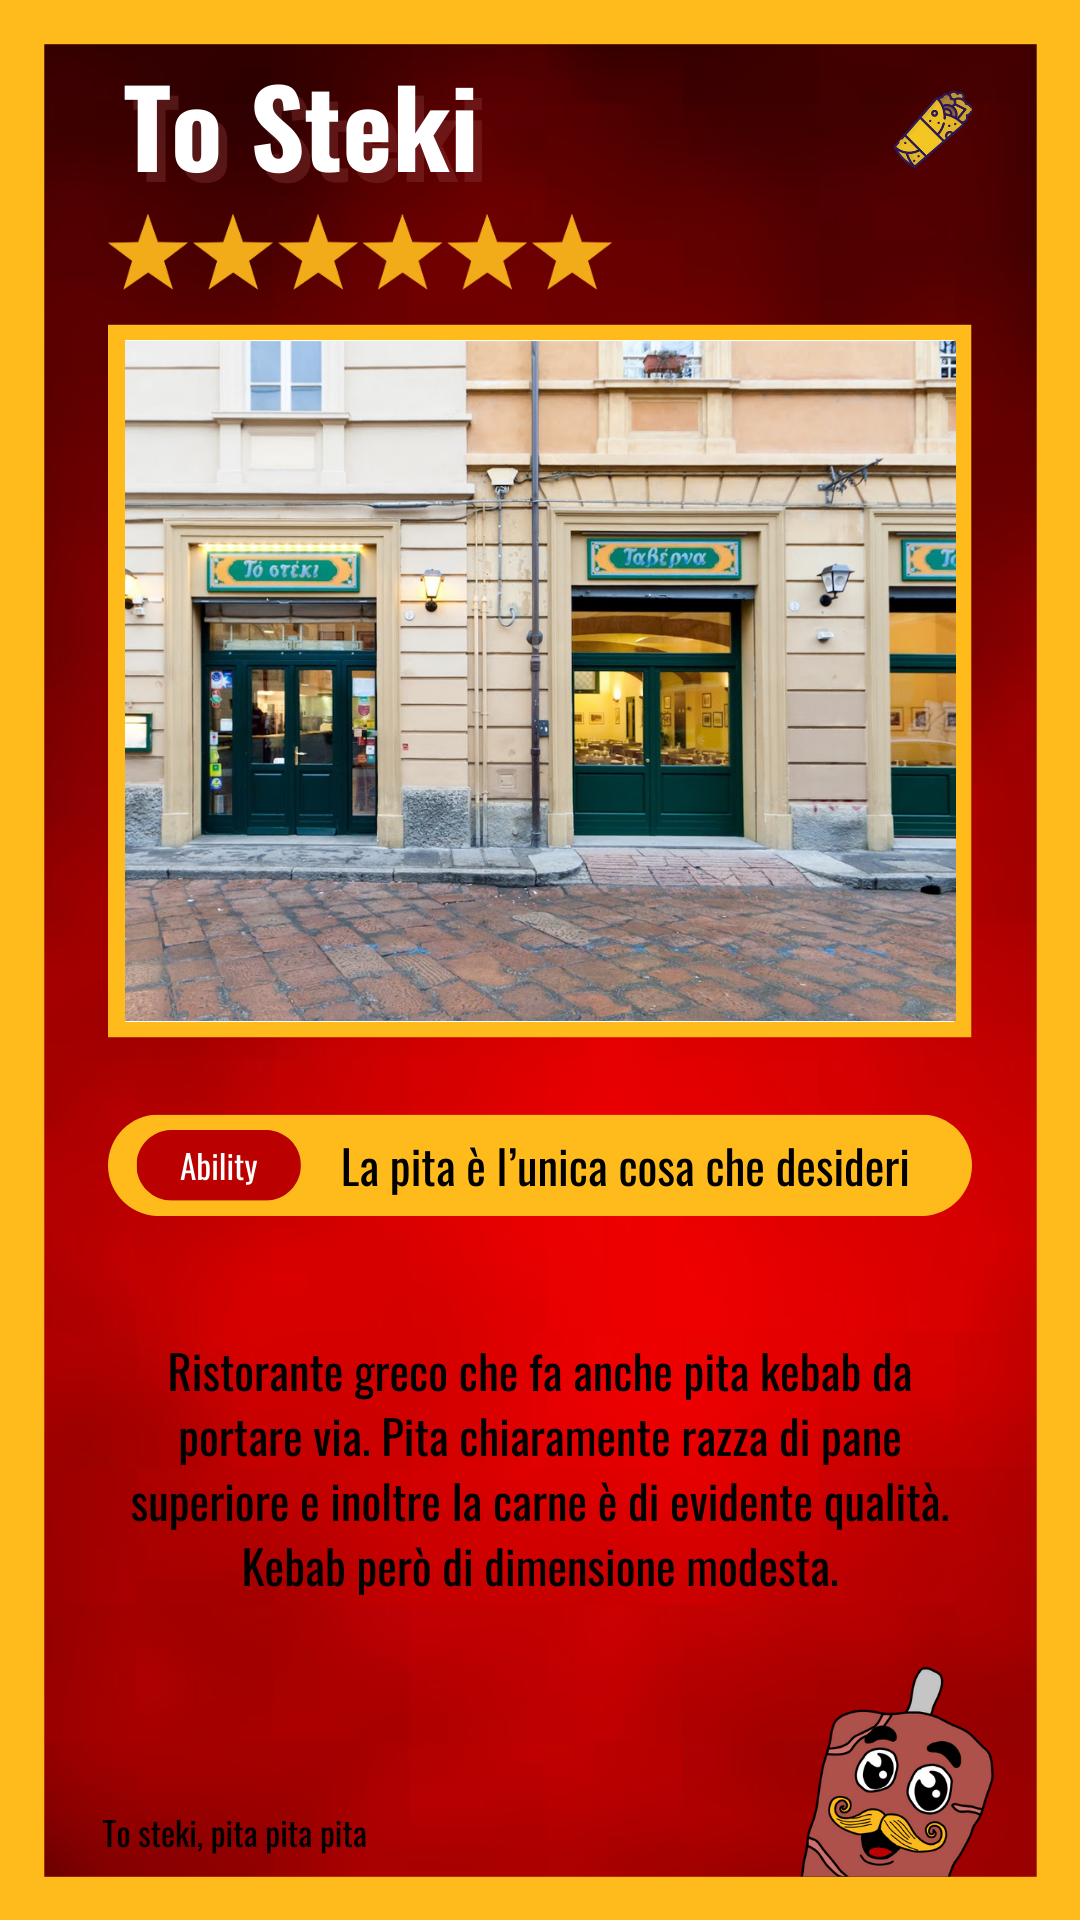 To Steki
Τό στέκι
Ταβέρνα
Ability
La pita è l’unica cosa che desideri
Ristorante greco che fa anche pita kebab da
portare via. Pita chiaramente razza di pane
superiore e inoltre la carne è di evidente qualità.
Kebab però di dimensione modesta.
To steki, pita pita pita